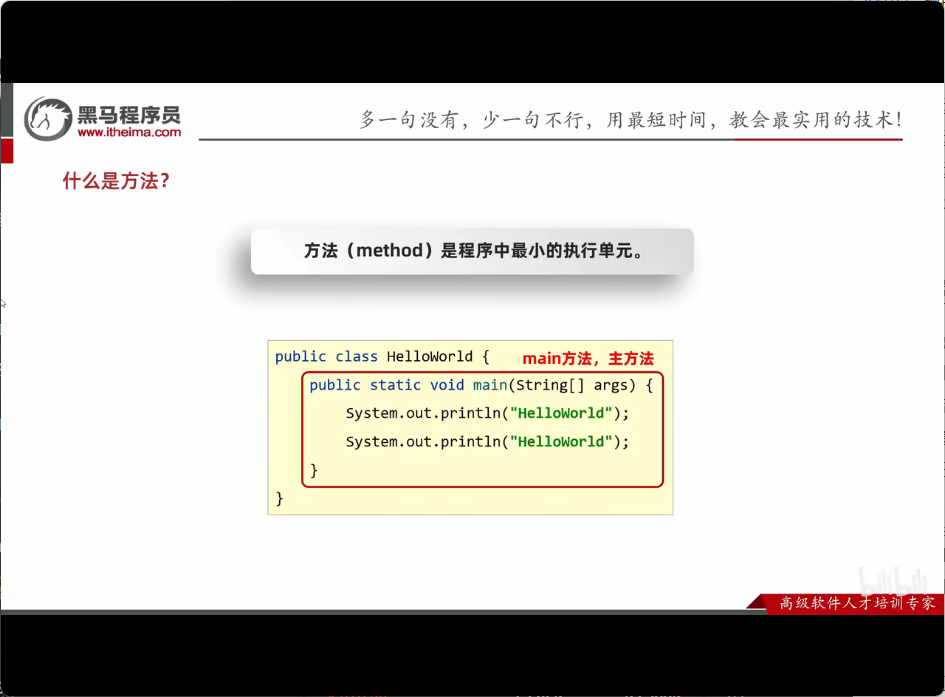 黑马程序员
www.itheima.com
多一句没有，少一句不行，用最短时间，教会最实用的技术！
什么是方法？
方法（method）是程序中最小的执行单元。
public class HelloWorld {
main方法，主方法
public static void main(String[] args) {
System.out.println("HelloWorld");
System.out.println("HelloWorld");
}
}
bilibili
高级软件人才培训专家